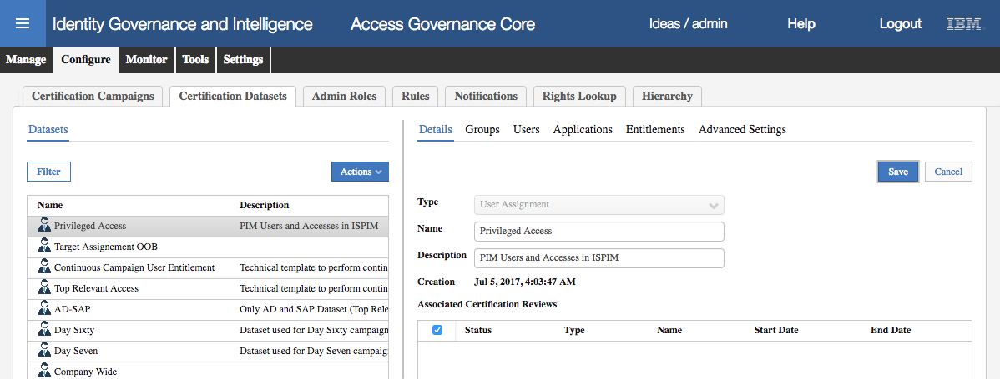 Identity Governance and Intelligence Access Governance Core Ideas / admin Help Logout IBM
Manage Configure Monitor Tools Settings
Certification Campaigns Certification Datasets Admin Roles Rules Notifications Rights Lookup Hierarchy
Datasets
Filter Actions
Name Description
Privileged Access PIM Users and Accesses in ISPIM
Target Assignement OOB
Continuous Campaign User Entitlement Technical template to perform contin
Top Relevant Access Technical template to perform contin
AD-SAP Only AD and SAP Dataset (Top Rele
Day Sixty Dataset used for Day Sixty campaign
Day Seven Dataset used for Day Seven campaig
Company Wide
Details Groups Users Applications Entitlements Advanced Settings
Save Cancel
Type User Assignment
Name Privileged Access
Description PIM Users and Accesses in ISPIM
Creation Jul 5, 2017, 4:03:47 AM
Associated Certification Reviews
Status Type Name Start Date End Date